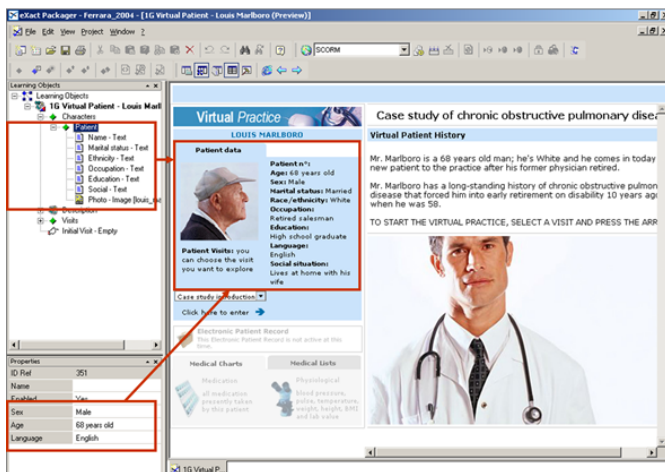 eXact Packager - Ferrara_2004 - [1G Virtual Patient - Louis Marlboro (Preview)]
File Edit View Project Window ?
SCORM
Learning Objects
Learning Objects
1G Virtual Patient - Louis Marl
Characters
Patient
Name - Text
Marital status - Text
Ethnicity - Text
Occupation - Text
Education - Text
Social - Text
Photo - Image [louis_ma
Description
Visits
Initial Visit - Empty
Properties
ID Ref 351
Name
Enabled Yes
Sex Male
Age 68 years old
Language English
Virtual Practice
LOUIS MARLBORO
Patient data
Patient n°:
Age: 68 years old
Sex: Male
Marital status: Married
Race/ethnicity: White
Occupation:
Retired salesman
Education:
High school graduate
Language:
English
Social situation:
Lives at home with his
wife
Patient Visits: you
can choose the visit
you want to explore
Case study introduction
Click here to enter
Electronic Patient Record
This Electronic Patient Record is not active at this
time.
Medical Charts
Medical Lists
Medication
all medication
presently taken
by this patient
Physiological
blood pressure,
pulse, temperature,
weight, height, BMI
and lab value
Case study of chronic obstructive pulmonary disea
Virtual Patient History
Mr. Marlboro is a 68 years old man; he's White and he comes in today
new patient to the practice after his former physician retired.
Mr. Marlboro has a long-standing history of chronic obstructive pulmon
disease that forced him into early retirement on disability 10 years ago
when he was 58.
TO START THE VIRTUAL PRACTICE, SELECT A VISIT AND PRESS THE ARR
1G Virtual P...